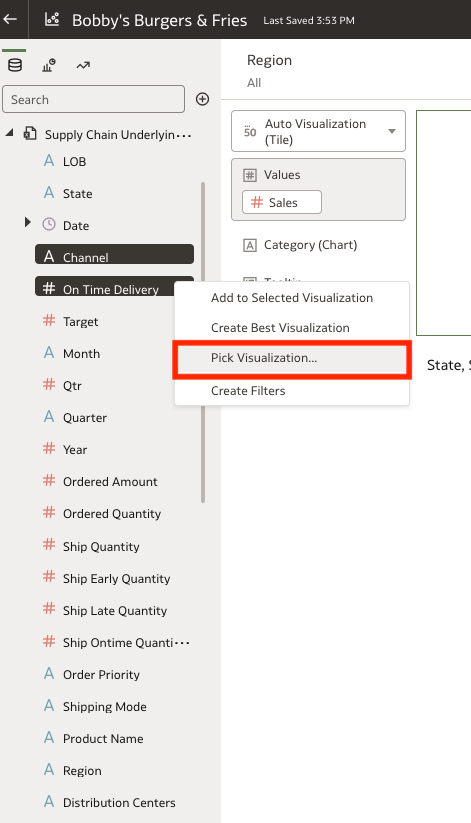 Bobby's Burgers & Fries Last Saved 3:53 PM
Search
Supply Chain Underlyin···
A LOB
A State
Date
A Channel
# On Time Delivery
# Target
A Month
# Qtr
A Quarter
# Year
# Ordered Amount
# Ordered Quantity
# Ship Quantity
# Ship Early Quantity
# Ship Late Quantity
# Ship Ontime Quanti···
A Order Priority
A Shipping Mode
A Product Name
A Region
A Distribution Centers
Region
All
50 Auto Visualization
(Tile)
# Values
# Sales
A Category (Chart)
Add to Selected Visualization
Create Best Visualization
Pick Visualization...
Create Filters
State,